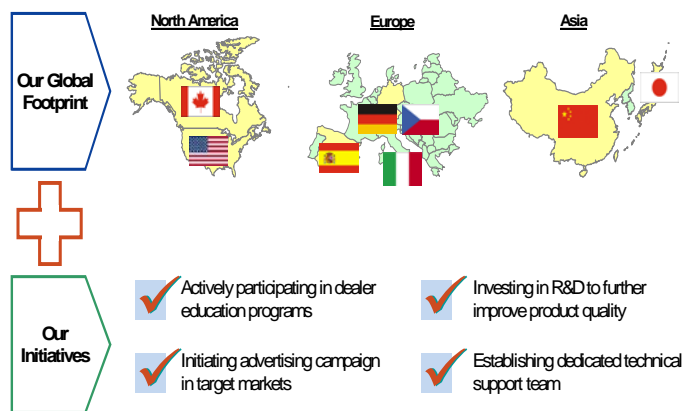 North America
Europe
Asia
Our Global
Footprint
Our
Initiatives
Actively participating in dealer
education programs
Investing in R&D to further
improve product quality
Initiating advertising campaign
in target markets
Establishing dedicated technical
support team